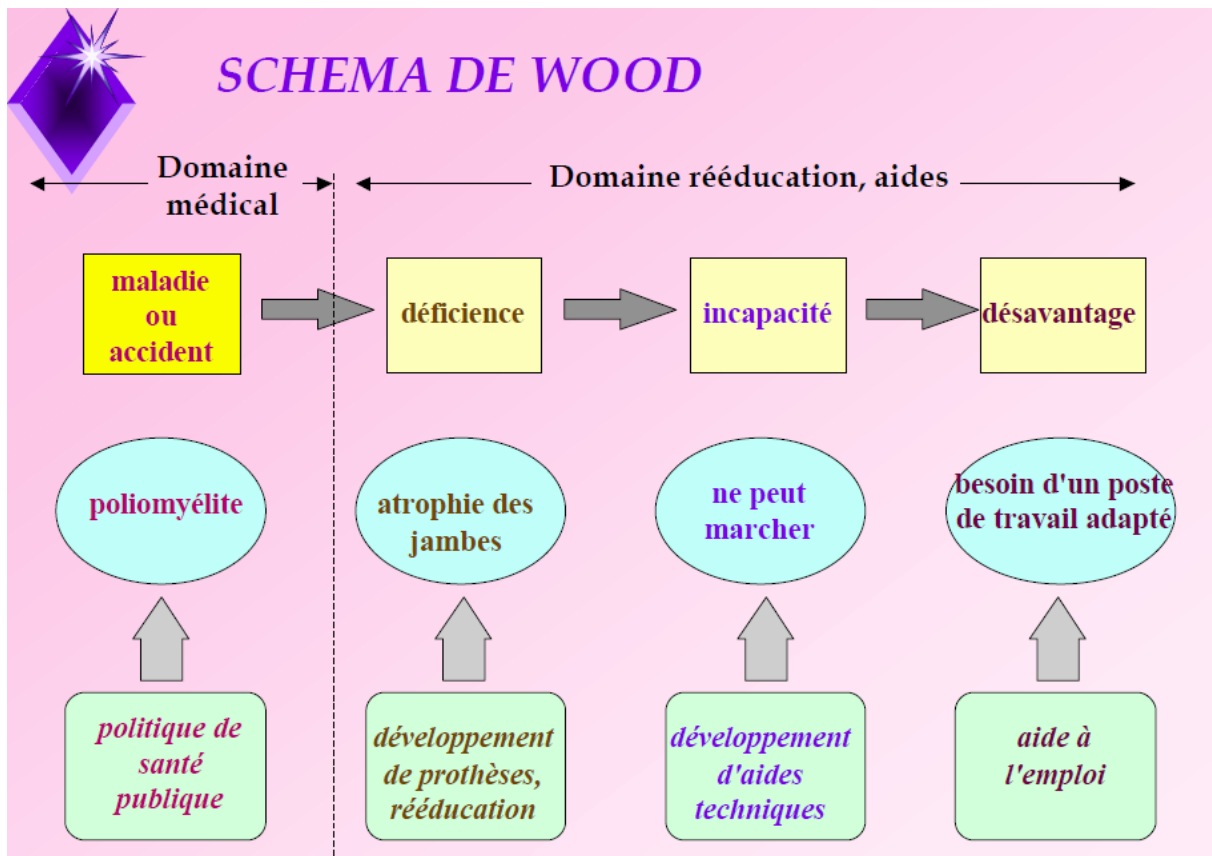 SCHEMA DE WOOD
Domaine
médical
Domaine rééducation, aides
maladie
ou
accident
déficience
incapacité
désavantage
poliomyélite
atrophie des
jambes
ne peut
marcher
besoin d'un poste
de travail adapté
politique de
santé
publique
développement
de prothèses,
rééducation
développement
d'aides
techniques
aide à
l'emploi